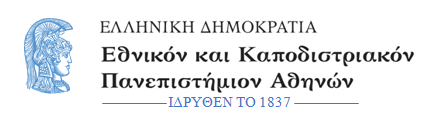 ΕΛΛΗΝΙΚΗ ΔΗΜΟΚΡΑΤΙΑ
Εθνικόν και Καποδιστριακόν
Πανεπιστήμιον Αθηνών
ΙΔΡΥΘΕΝ ΤΟ 1837